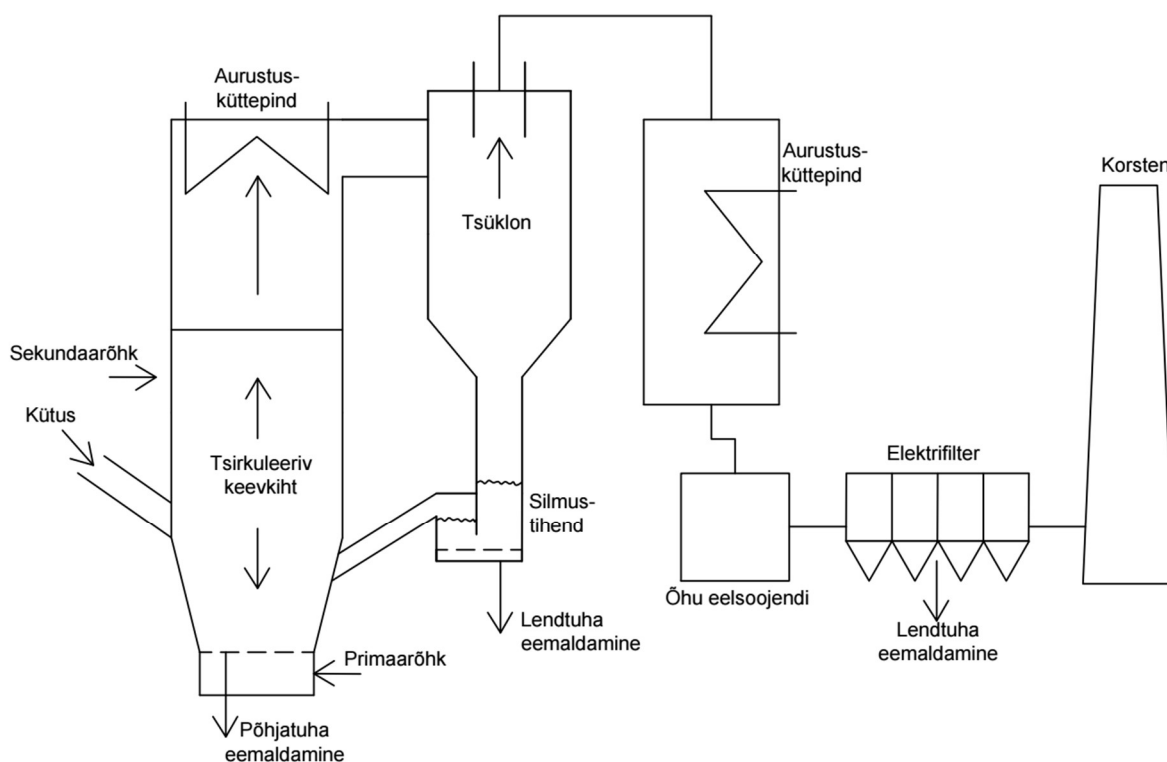 Aurustus-
küttepind
Tsüklon
Aurustus-
küttepind
Korsten
Sekundaarõhk
Kütus
Tsirkuleeriv
keevkiht
Silmus-
tihend
Elektrifilter
Õhu eelsoojendi
Lendtuha
eemaldamine
Lendtuha
eemaldamine
Primaarõhk
Põhjatuha
eemaldamine